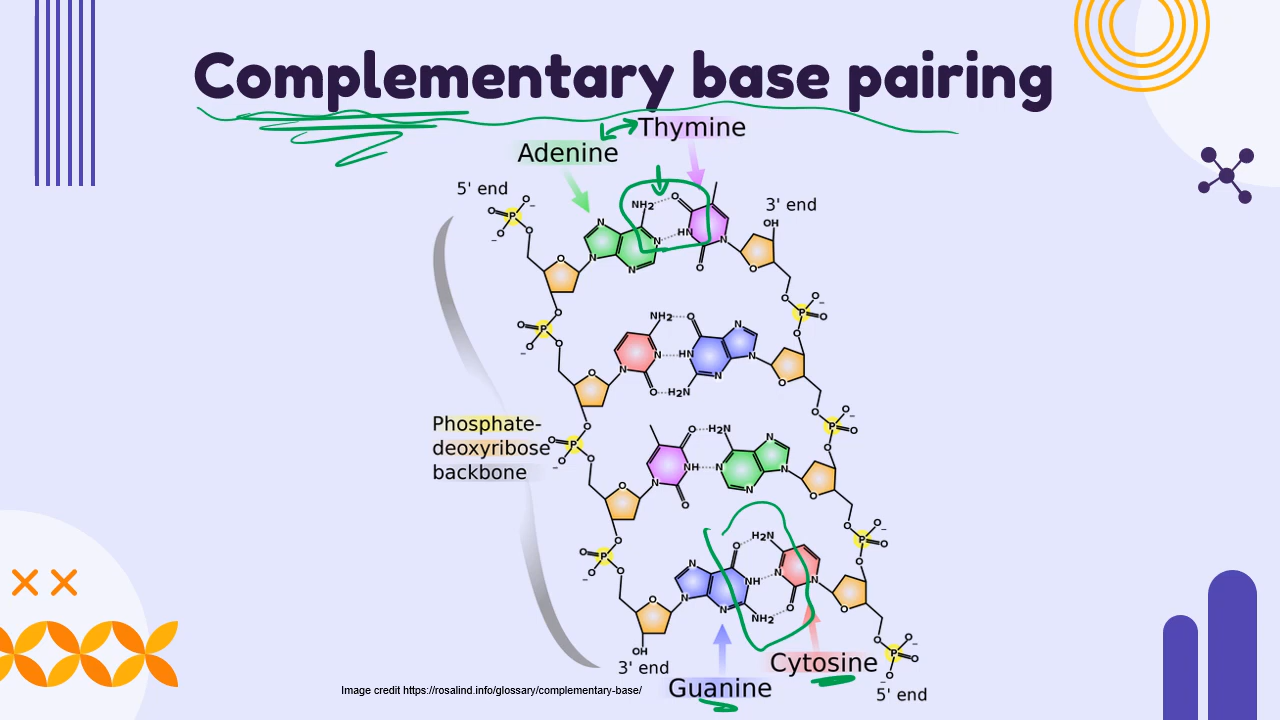 Complementary base pairing
Thymine
Adenine
5' end
3' end
OH
NH2
O
O
HN
N
N
N
N
O
NH2
O
N
N
HN
N
N
N
O
H2N
Phosphate-
deoxyribose
backbone
O
H2N
N
NH
N
N
N
N
O
H2N
O
N
NH
N
N
N
N
O
NH2
OH
3' end
Cytosine
Guanine
5' end
Image credit https://rosalind.info/glossary/complementary-base/